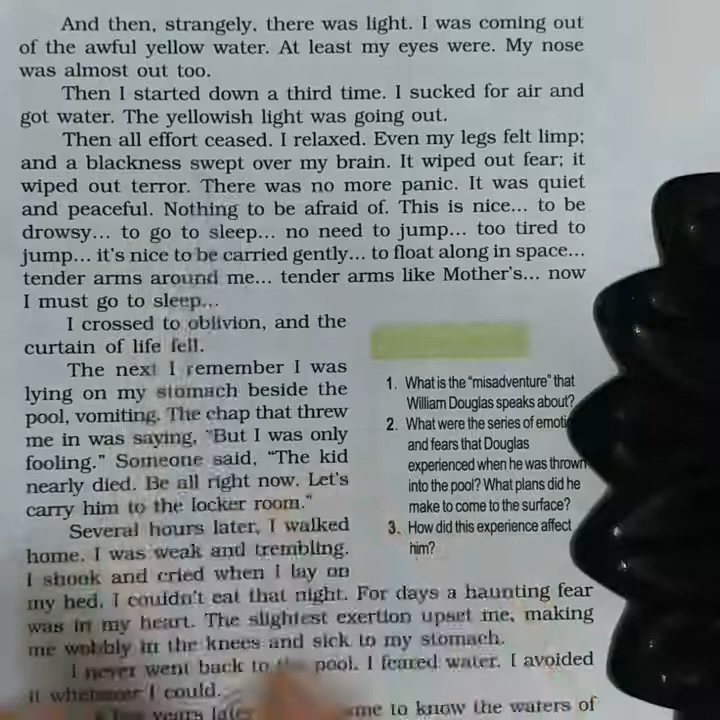 And then, strangely, there was light. I was coming out
of the awful yellow water. At least my eyes were. My nose
was almost out too.
Then I started down a third time. I sucked for air and
got water. The yellowish light was going out.
Then all effort ceased. I relaxed. Even my legs felt limp;
and a blackness swept over my brain. It wiped out fear; it
wiped out terror. There was no more panic. It was quiet
and peaceful. Nothing to be afraid of. This is nice... to be
drowsy... to go to sleep... no need to jump... too tired to
jump... it's nice to be carried gently... to float along in space...
tender arms around me... tender arms like Mother's... now
I must go to sleep...
I crossed to oblivion, and the
curtain of life fell.
The next I remember I was
lying on my stomach beside the
pool, vomiting. The chap that threw
me in was saying, "But I was only
fooling." Someone said, "The kid
nearly died. Be all right now. Let's
carry him to the locker room."
Several hours later, I walked
home. I was weak and trembling.
I shook and cried when I lay on
my bed. I couldn't eat that night. For days a haunting fear
was in my heart. The slightest exertion upset me, making
me wobbly in the knees and sick to my stomach.
I never went back to the pool. I feared water. I avoided
it whenever I could.
years later me to know the waters of
1. What is the "misadventure" that
William Douglas speaks about?
2. What were the series of
and fears that Douglas
experienced when he was thrown
into the pool? What plans did he
make to come to the surface?
3. How did this experience affect
him?